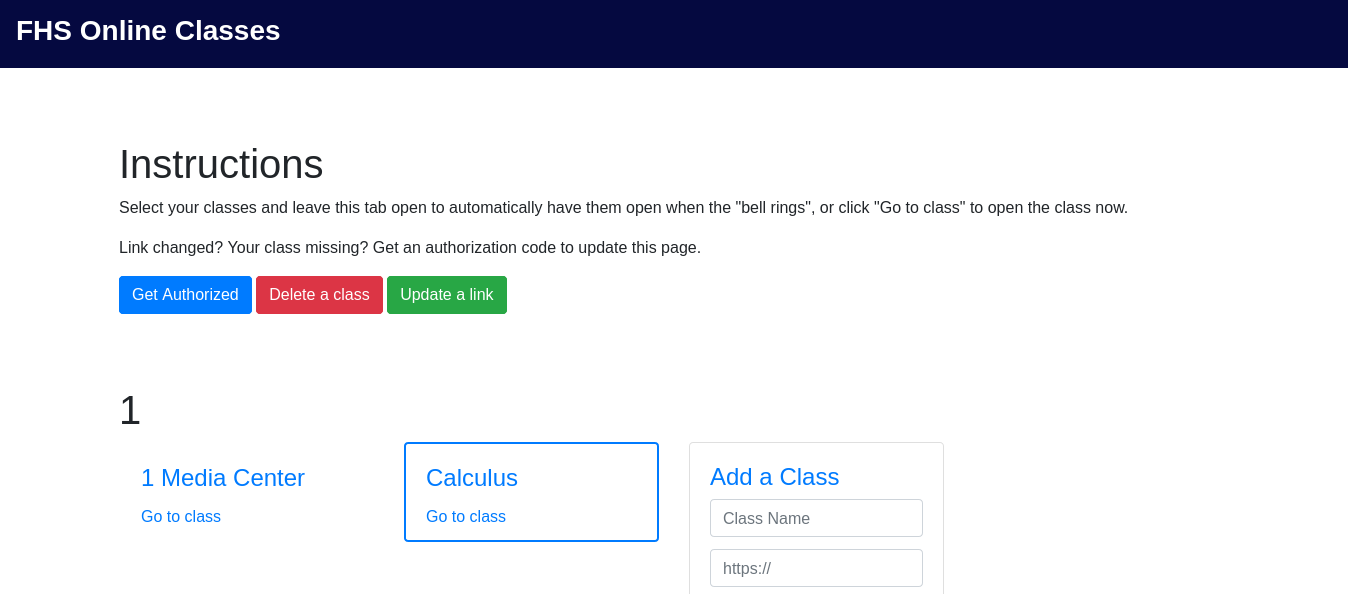 FHS Online Classes
Instructions
Select your classes and leave this tab open to automatically have them open when the "bell rings", or click "Go to class" to open the class now.
Link changed? Your class missing? Get an authorization code to update this page.
Get Authorized Delete a class Update a link
1
1 Media Center
Go to class
Calculus
Go to class
Add a Class
Class Name
https://